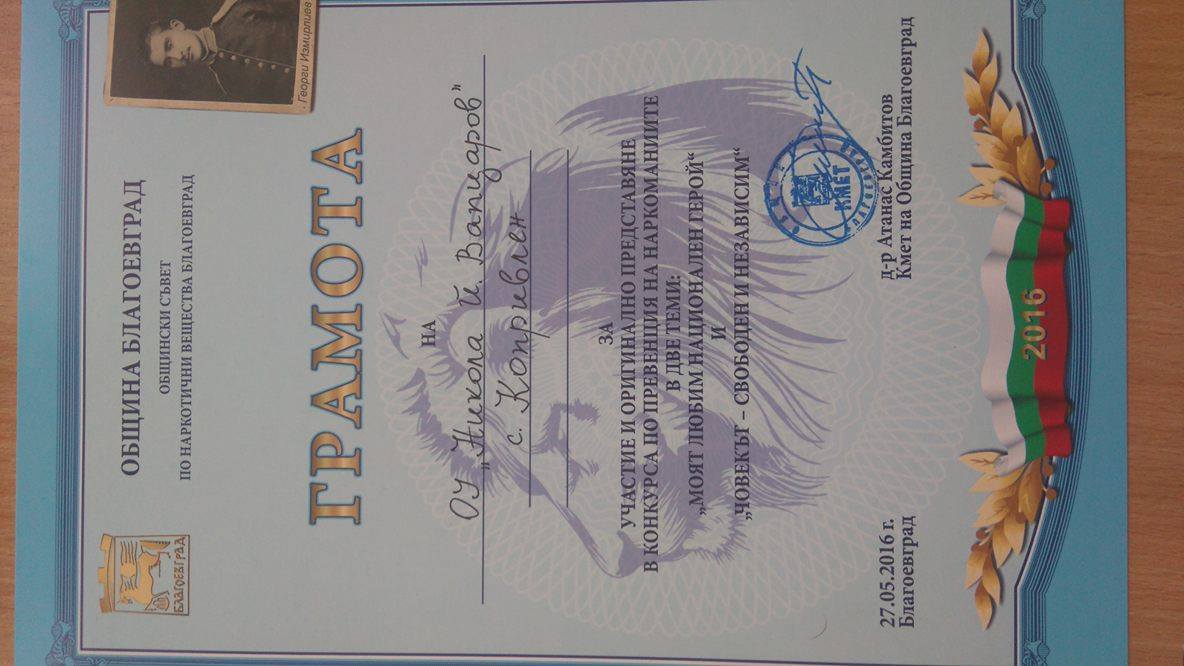 БЛАГОЕВГРАД
ОБЩИНА БЛАГОЕВГРАД
ОБЩИНСКИ СЪВЕТ
ПО НАРКОТИЧНИ ВЕЩЕСТВА БЛАГОЕВГРАД
Георги Измирлиев
ГРАМОТА
НА
ОУ „Никола Й. Вапцаров"
с. Коприовлен
ЗА
УЧАСТИЕ И ОРИГИНАЛНО ПРЕДСТАВЯНЕ
В КОНКУРСА ПО ПРЕВЕНЦИЯ НА НАРКОМАНИИТЕ
В ДВЕ ТЕМИ:
„МОЯТ ЛЮБИМ НАЦИОНАЛЕН ГЕРОЙ“
И
„ЧОВЕКЪТ – СВОБОДЕН И НЕЗАВИСИМ“
КМЕТ
27.05.2016 г.
Благоевград
д-р Атанас Камбитов
Кмет на Община Благоевград
2016